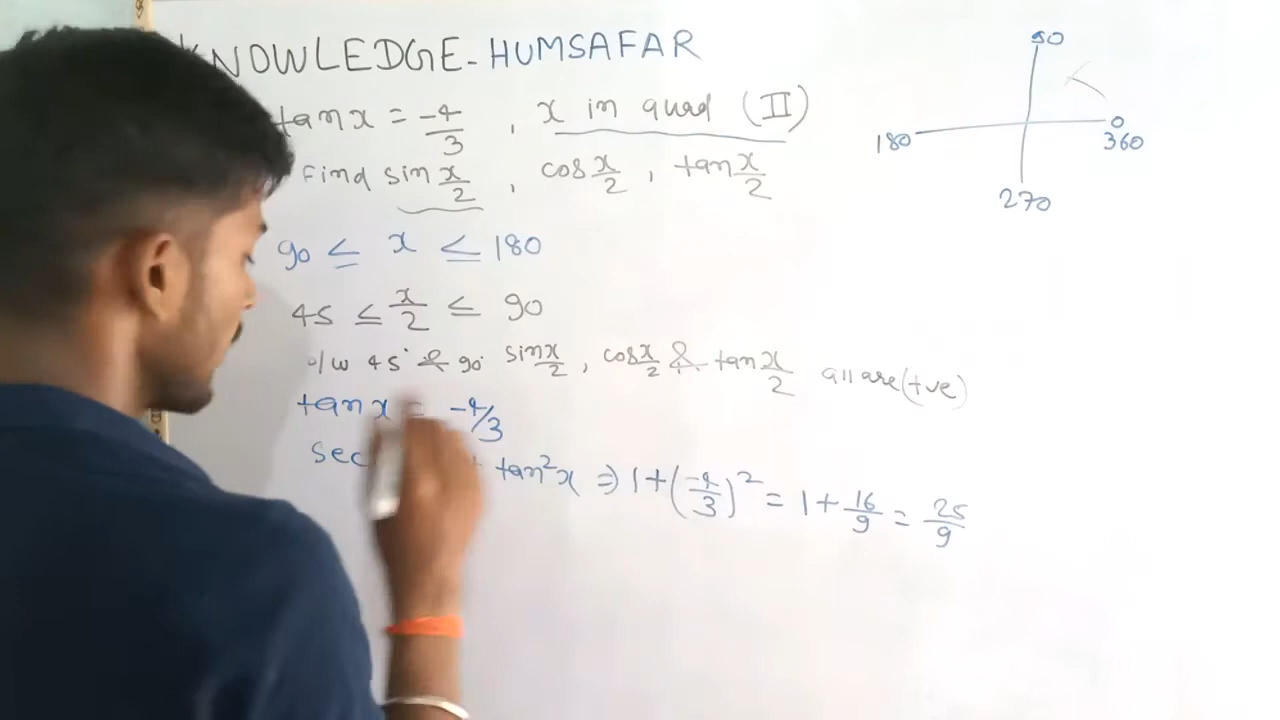 KNOWLEDGE-HUMSAFAR
tan x = -4/3 , x in quad (II)
Find sin x/2 , cos x/2 , tan x/2
90 ≤ x ≤ 180
45 ≤ x/2 ≤ 90
b/w 45° & 90° sin x/2 , cos x/2 & tan x/2 all are (+ve)
tan x = -4/3
sec tan²x ⇒ 1+(-4/3)² = 1+16/9 = 25/9
90
180
0
360
270